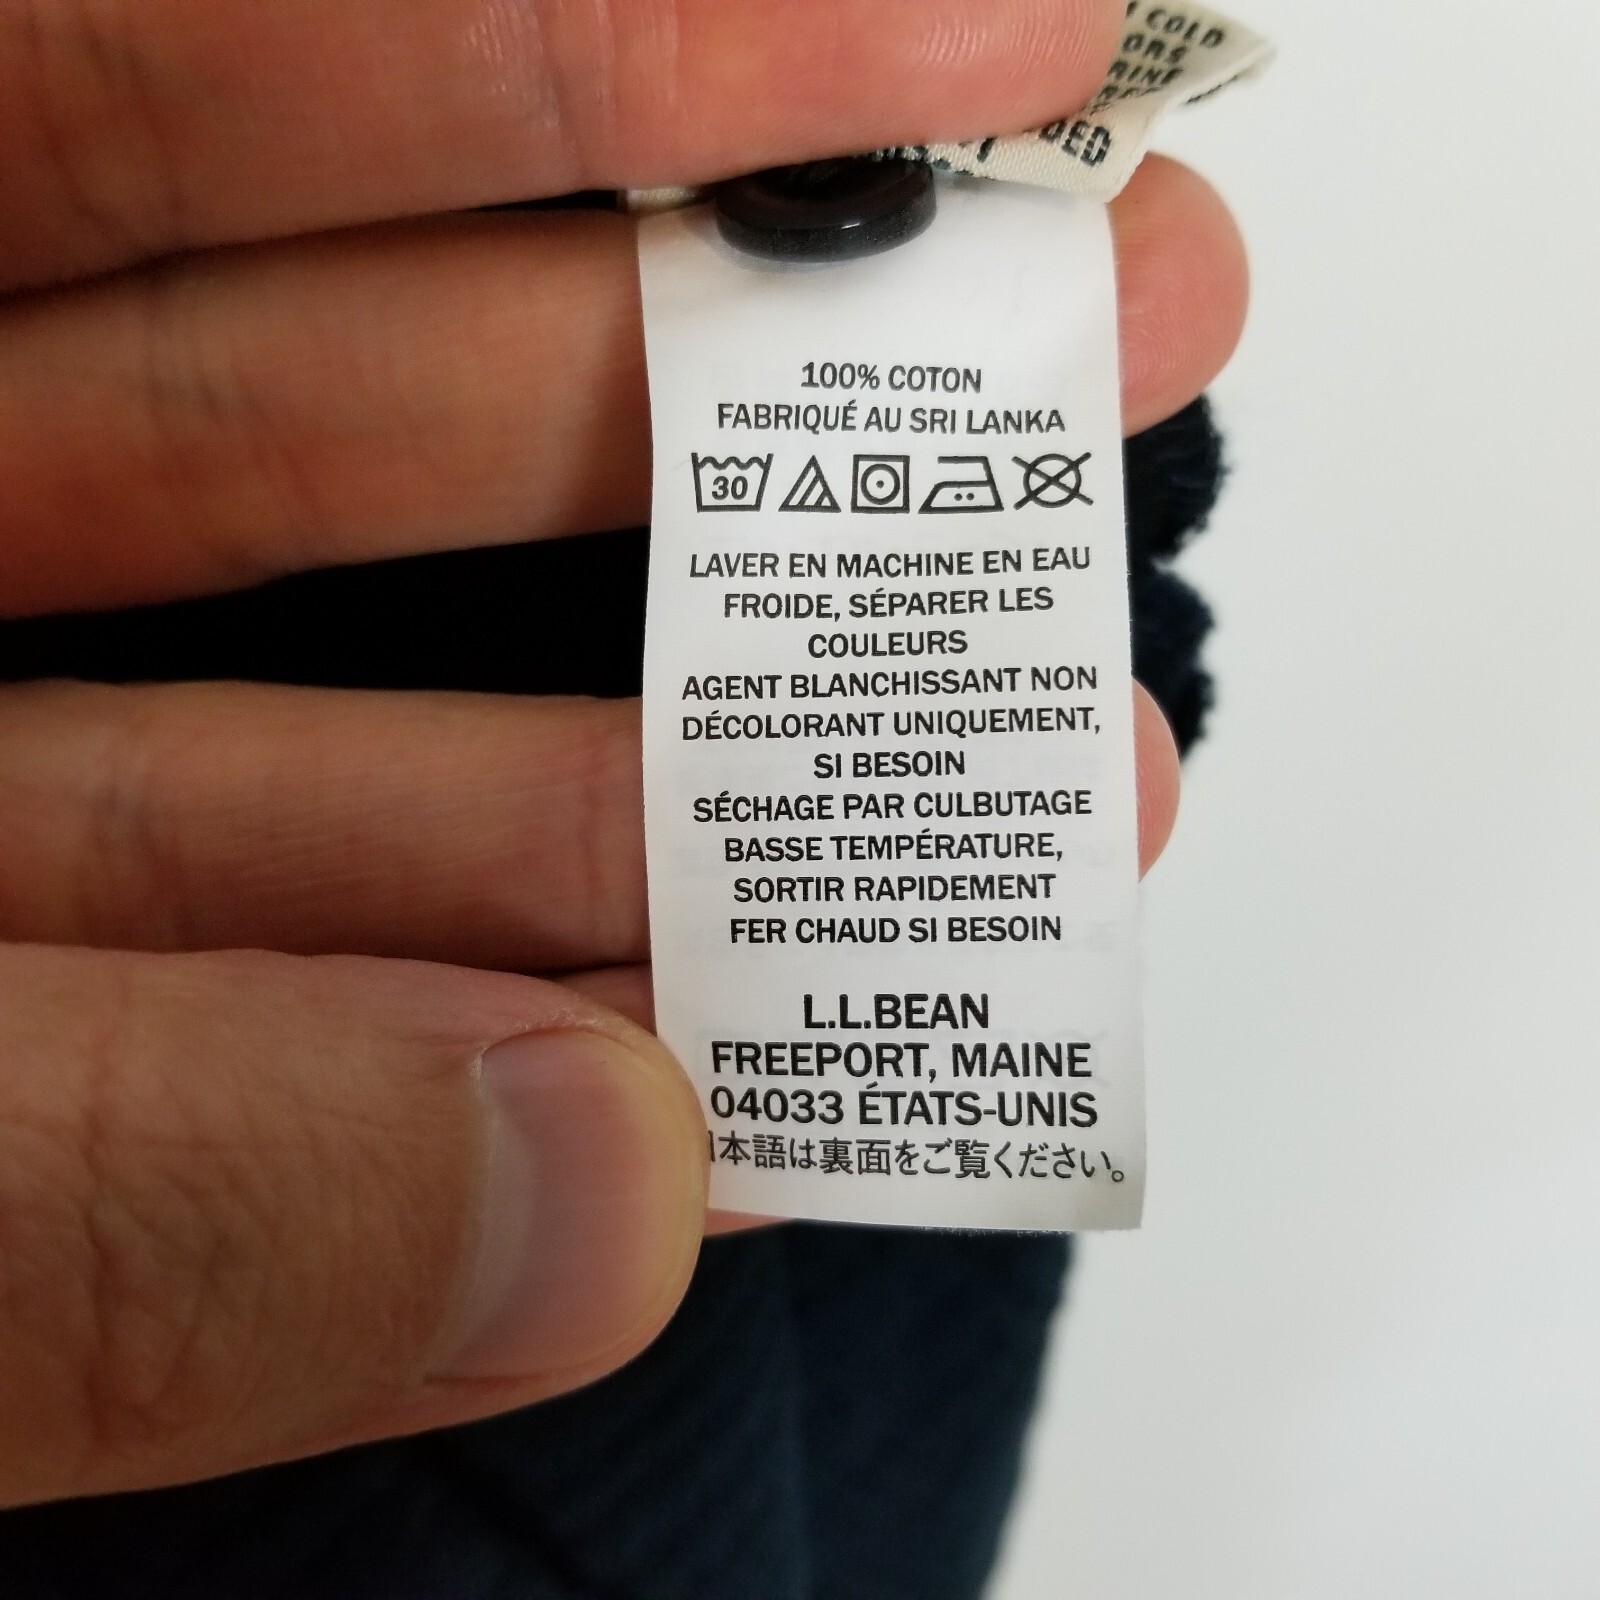 COLD
100% COTON
FABRIQUÉ AU SRI LANKA
30
LAVER EN MACHINE EN EAU
FROIDE, SÉPARER LES
COULEURS
AGENT BLANCHISSANT NON
DÉCOLORANT UNIQUEMENT,
SI BESOIN
SÉCHAGE PAR CULBUTAGE
BASSE TEMPÉRATURE,
SORTIR RAPIDEMENT
FER CHAUD SI BESOIN
L.L.BEAN
FREEPORT, MAINE
04033 ÉTATS-UNIS
日本語は裏面をご覧ください。